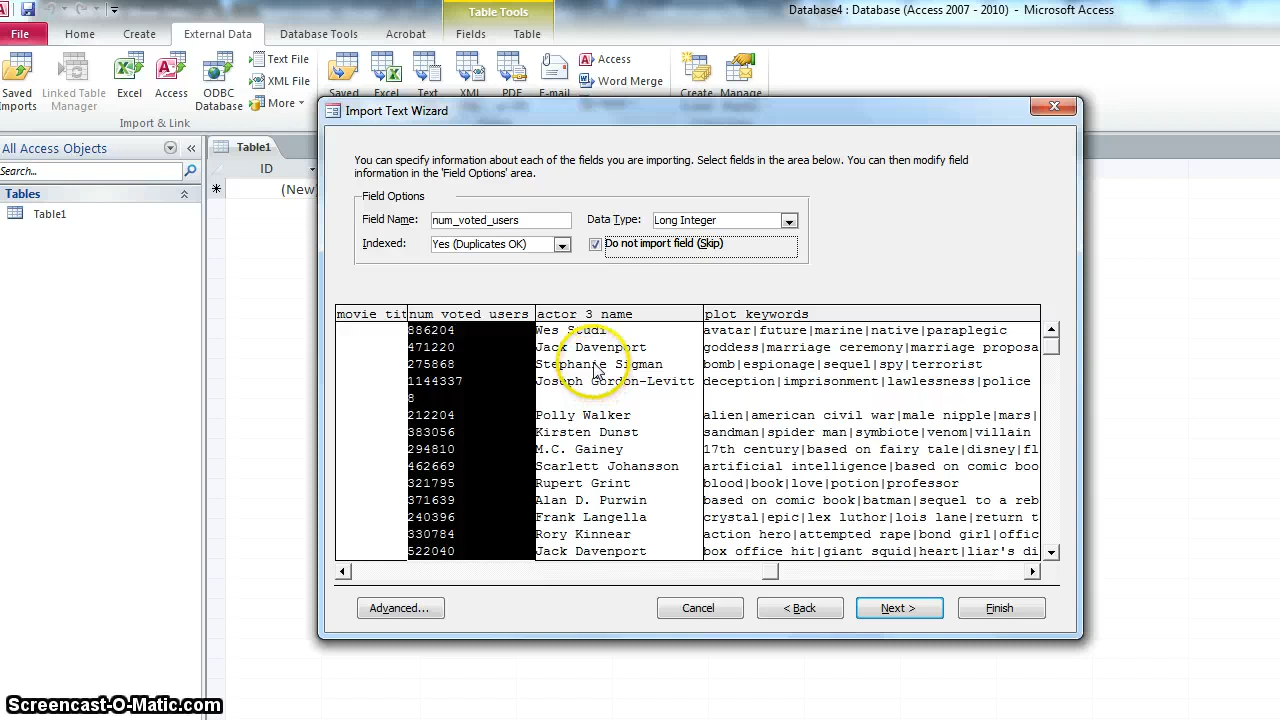 Table Tools
Database4 : Database (Access 2007 - 2010) - Microsoft Access
File Home Create External Data Database Tools Acrobat Fields Table
Saved Imports
Linked Table Manager
Excel
Access
ODBC Database
Text File
XML File
More
Import & Link
Saved
Excel
Text
XML
PDF
E-mail
Access
Word Merge
Create
Manage
All Access Objects
Search...
Tables
Table1
Table1
ID
(New)
Import Text Wizard
You can specify information about each of the fields you are importing. Select fields in the area below. You can then modify field
information in the 'Field Options' area.
Field Options
Field Name: num_voted_users Data Type: Long Integer
Indexed: Yes (Duplicates OK) Do not import field (Skip)
movie tit num voted users actor 3 name plot keywords
886204 Wes Studi avatar|future|marine|native|paraplegic
471220 Jack Davenport goddess|marriage ceremony|marriage proposa
275868 Stephanie Sigman bomb|espionage|sequel|spy|terrorist
1144337 Joseph Gordon-Levitt deception|imprisonment|lawlessness|police
8
212204 Polly Walker alien|american civil war|male nipple|mars|
383056 Kirsten Dunst sandman|spider man|symbiote|venom|villain
294810 M.C. Gainey 17th century|based on fairy tale|disney|fl
462669 Scarlett Johansson artificial intelligence|based on comic boo
321795 Rupert Grint blood|book|love|potion|professor
371639 Alan D. Purwin based on comic book|batman|sequel to a reb
240396 Frank Langella crystal|epic|lex luthor|lois lane|return t
330784 Rory Kinnear action hero|attempted rape|bond girl|offic
522040 Jack Davenport box office hit|giant squid|heart|liar's di
Advanced... Cancel < Back Next > Finish
Screencast-O-Matic.com